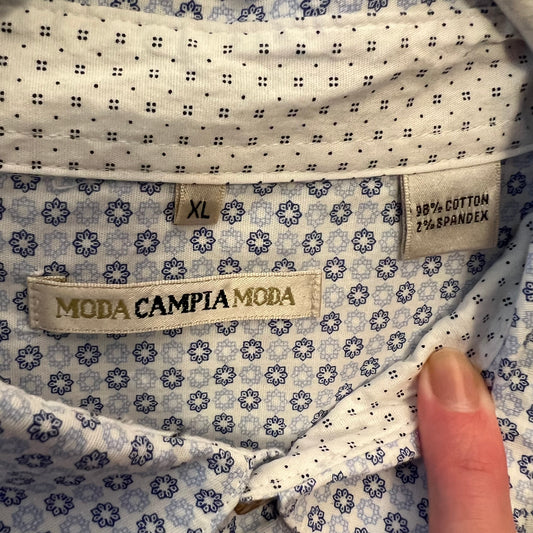 XL
98% COTTON
2% SPANDEX
MODA CAMPIA MODA